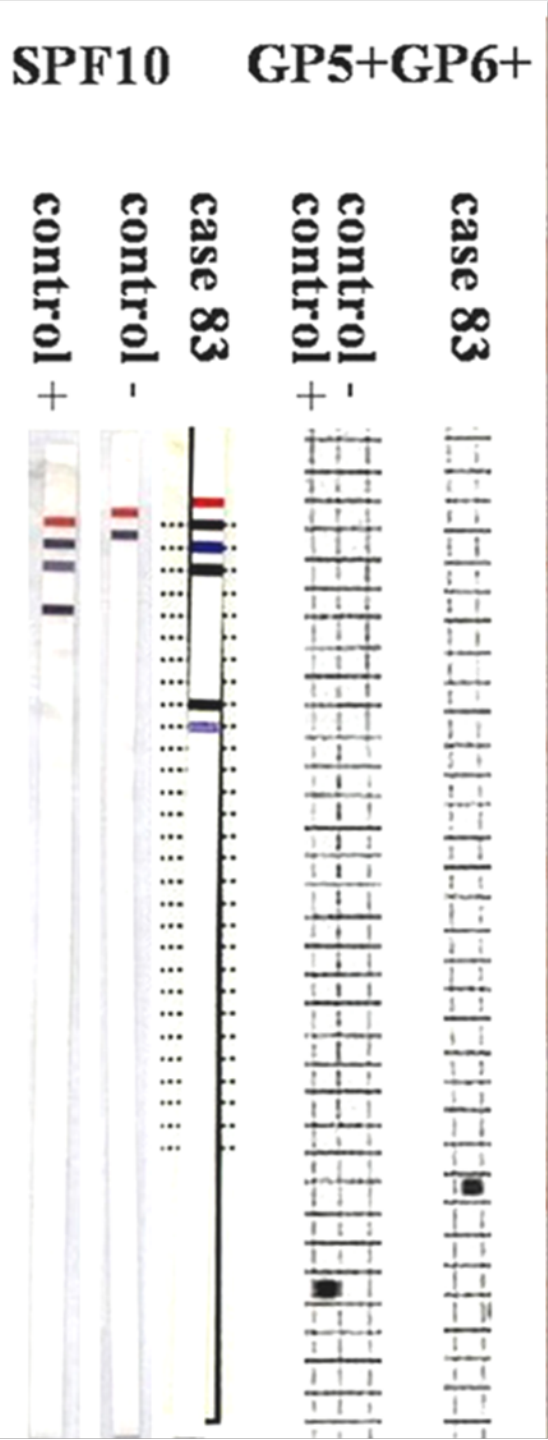 SPF10
GP5+GP6+
control +
control -
case 83
control +
control -
case 83